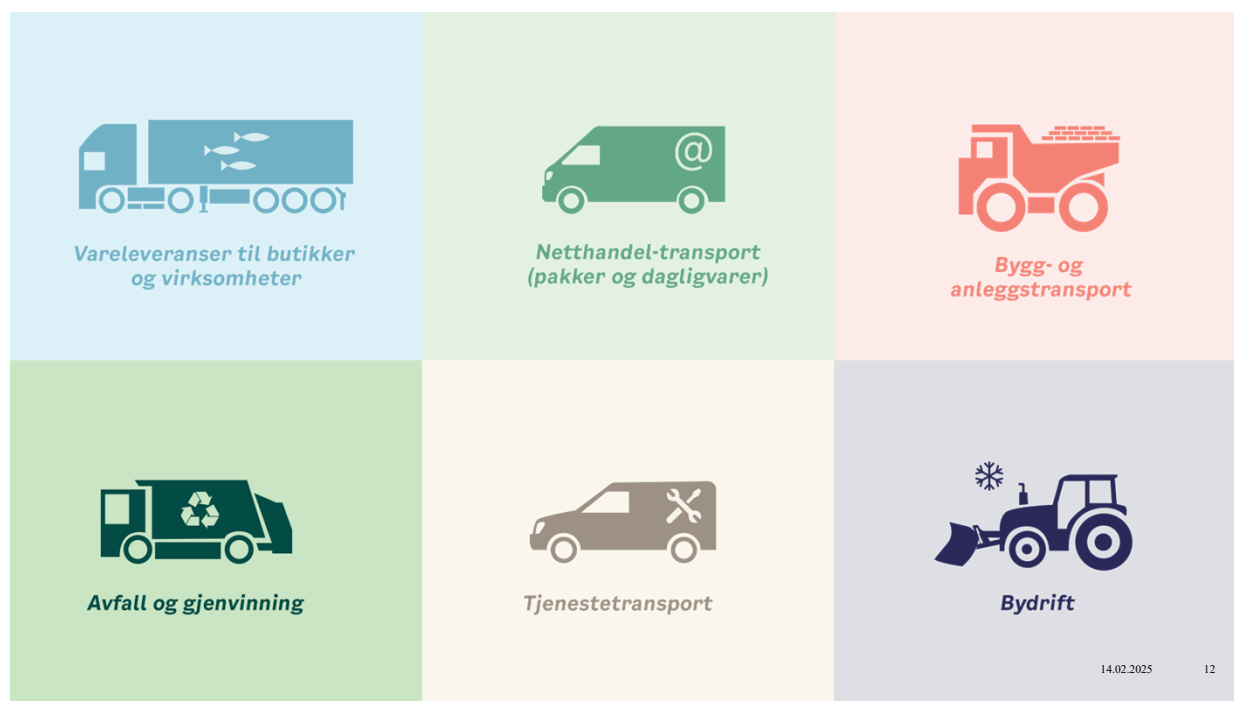 @
Vareleveranser til butikker
og virksomheter
Netthandel-transport
(pakker og dagligvarer)
Bygg- og
anleggstransport
Avfall og gjenvinning
Tjenestetransport
Bydrift
14.02.2025
12